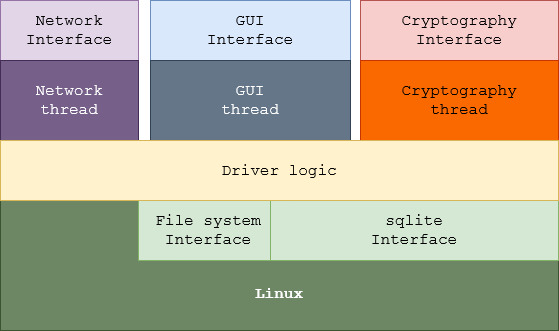 Network
Interface
GUI
Interface
Cryptography
Interface
Network
thread
GUI
thread
Cryptography
thread
Driver logic
File system
Interface
sqlite
Interface
Linux